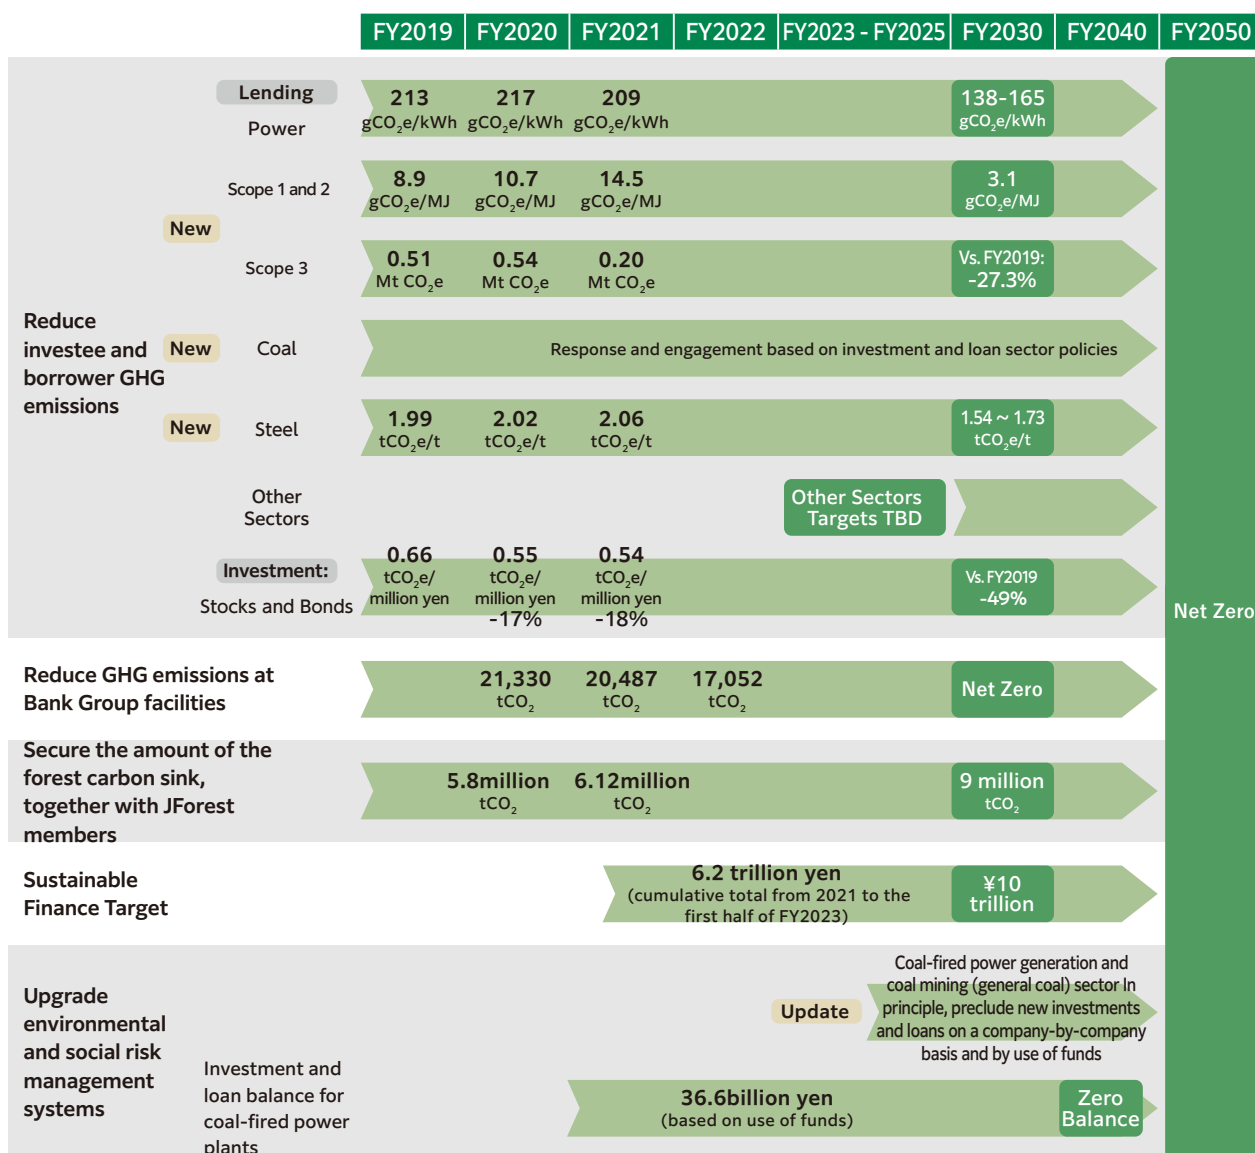 FY2019 FY2020 FY2021 FY2022 FY2023 - FY2025 FY2030 FY2040 FY2050
Reduce
investee and
borrower GHG
emissions
Lending
Power
213 217 209 138-165
gCO₂e/kWh gCO₂e/kWh gCO₂e/kWh gCO₂e/kWh
New
Scope 1 and 2
8.9 10.7 14.5 3.1
gCO₂e/MJ gCO₂e/MJ gCO₂e/MJ gCO₂e/MJ
Scope 3
0.51 0.54 0.20 Vs. FY2019:
Mt CO₂e Mt CO₂e Mt CO₂e -27.3%
New Coal
Response and engagement based on investment and loan sector policies
New Steel
1.99 2.02 2.06 1.54 ~ 1.73
tCO₂e/t tCO₂e/t tCO₂e/t tCO₂e/t
Other
Sectors
Other Sectors
Targets TBD
Investment:
Stocks and Bonds
0.66 0.55 0.54
tCO₂e/ tCO₂e/ tCO₂e/ Vs. FY2019
million yen million yen million yen -49%
-17% -18%
Net Zero
Reduce GHG emissions at
Bank Group facilities
21,330 20,487 17,052 Net Zero
tCO₂ tCO₂ tCO₂
Secure the amount of the
forest carbon sink,
together with JForest
members
5.8million 6.12million 9 million
tCO₂ tCO₂ tCO₂
Sustainable
Finance Target
6.2 trillion yen
(cumulative total from 2021 to the
first half of FY2023)
¥10
trillion
Upgrade
environmental
and social risk
management
systems
Update
Coal-fired power generation and
coal mining (general coal) sector In
principle, preclude new investments
and loans on a company-by-company
basis and by use of funds
Investment and
loan balance for
coal-fired power
plants
36.6billion yen
(based on use of funds)
Zero
Balance